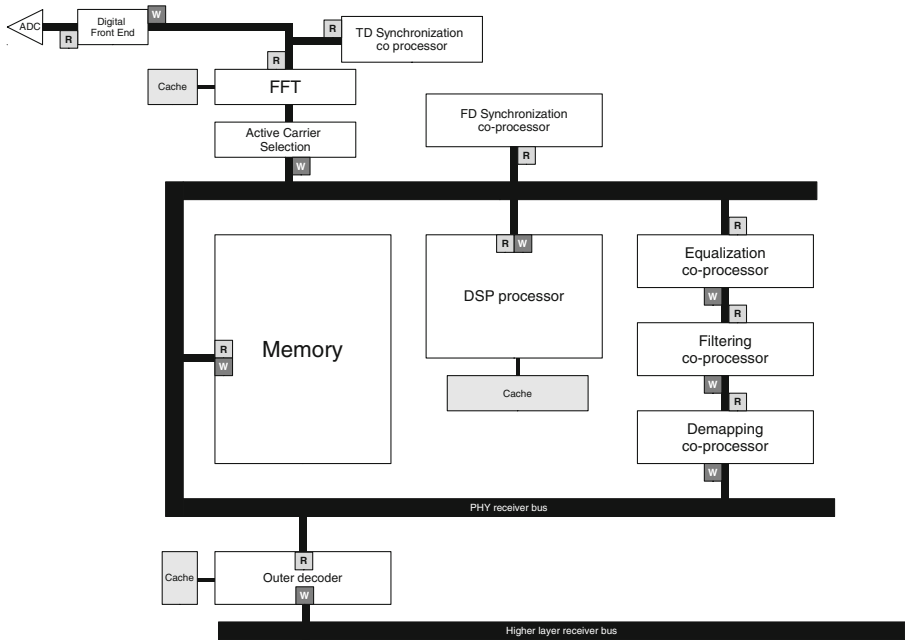 ADC
R
Digital
Front End
W
R
TD Synchronization
co processor
R
Cache
FFT
Active Carrier
Selection
W
FD Synchronization
co-processor
R
R W
DSP processor
Cache
Memory
R
W
R
Equalization
co-processor
W
R
Filtering
co-processor
W
R
Demapping
co-processor
W
PHY receiver bus
R
Cache
Outer decoder
W
Higher layer receiver bus